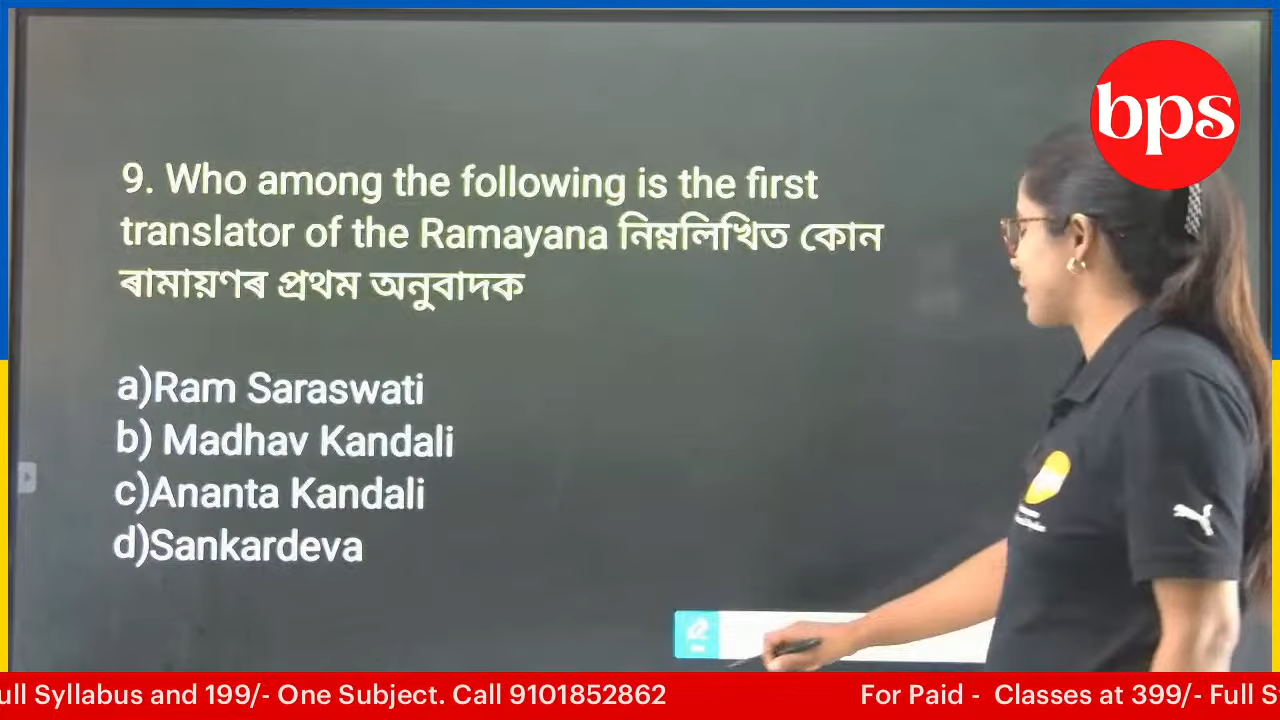 bps
9. Who among the following is the first
translator of the Ramayana নিম্নলিখিত কোন
ৰামায়ণৰ প্ৰথম অনুবাদক
a)Ram Saraswati
b) Madhav Kandali
c)Ananta Kandali
d)Sankardeva
ull Syllabus and 199/- One Subject. Call 9101852862 For Paid - Classes at 399/- Full S